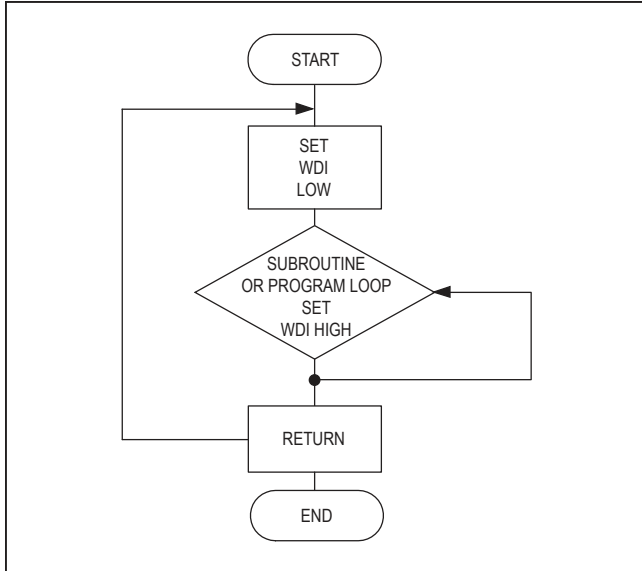 START
SET
WDI
LOW
SUBROUTINE
OR PROGRAM LOOP
SET
WDI HIGH
RETURN
END